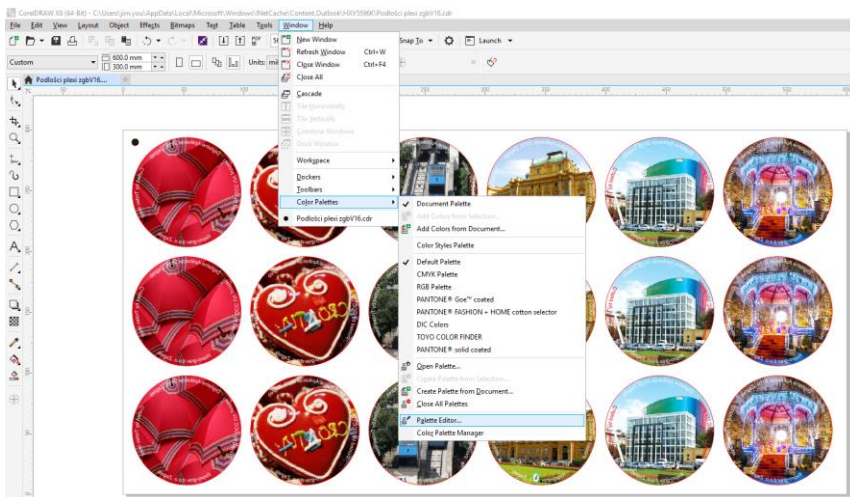 CorelDRAW X8 (64-Bit) - C:\Users\jim.you\AppData\Local\Microsoft\Windows\INetCache\Content.Outlook\HXV5596K\Podlošci plexi zgbV16.cdr
File Edit View Layout Object Effects Bitmaps Text Table Tools Window Help
Snap To Launch
Custom 600.0 mm 300.0 mm Units:
Podlošci plexi zgbV16....
New Window
Refresh Window Ctrl+W
Close Window Ctrl+F4
Close All
Cascade
Tile Horizontally
Tile Vertically
Combine Windows
Dock Window
Workspace
Dockers
Toolbars
Color Palettes
Podlošci plexi zgbV16.cdr
Document Palette
Add Colors from Selection...
Add Colors from Document...
Color Styles Palette
Default Palette
CMYK Palette
RGB Palette
PANTONE® Goe™ coated
PANTONE® FASHION + HOME cotton selector
DIC Colors
TOYO COLOR FINDER
PANTONE® solid coated
Open Palette...
Create Palette from Selection...
Create Palette from Document...
Close All Palettes
Palette Editor...
Color Palette Manager